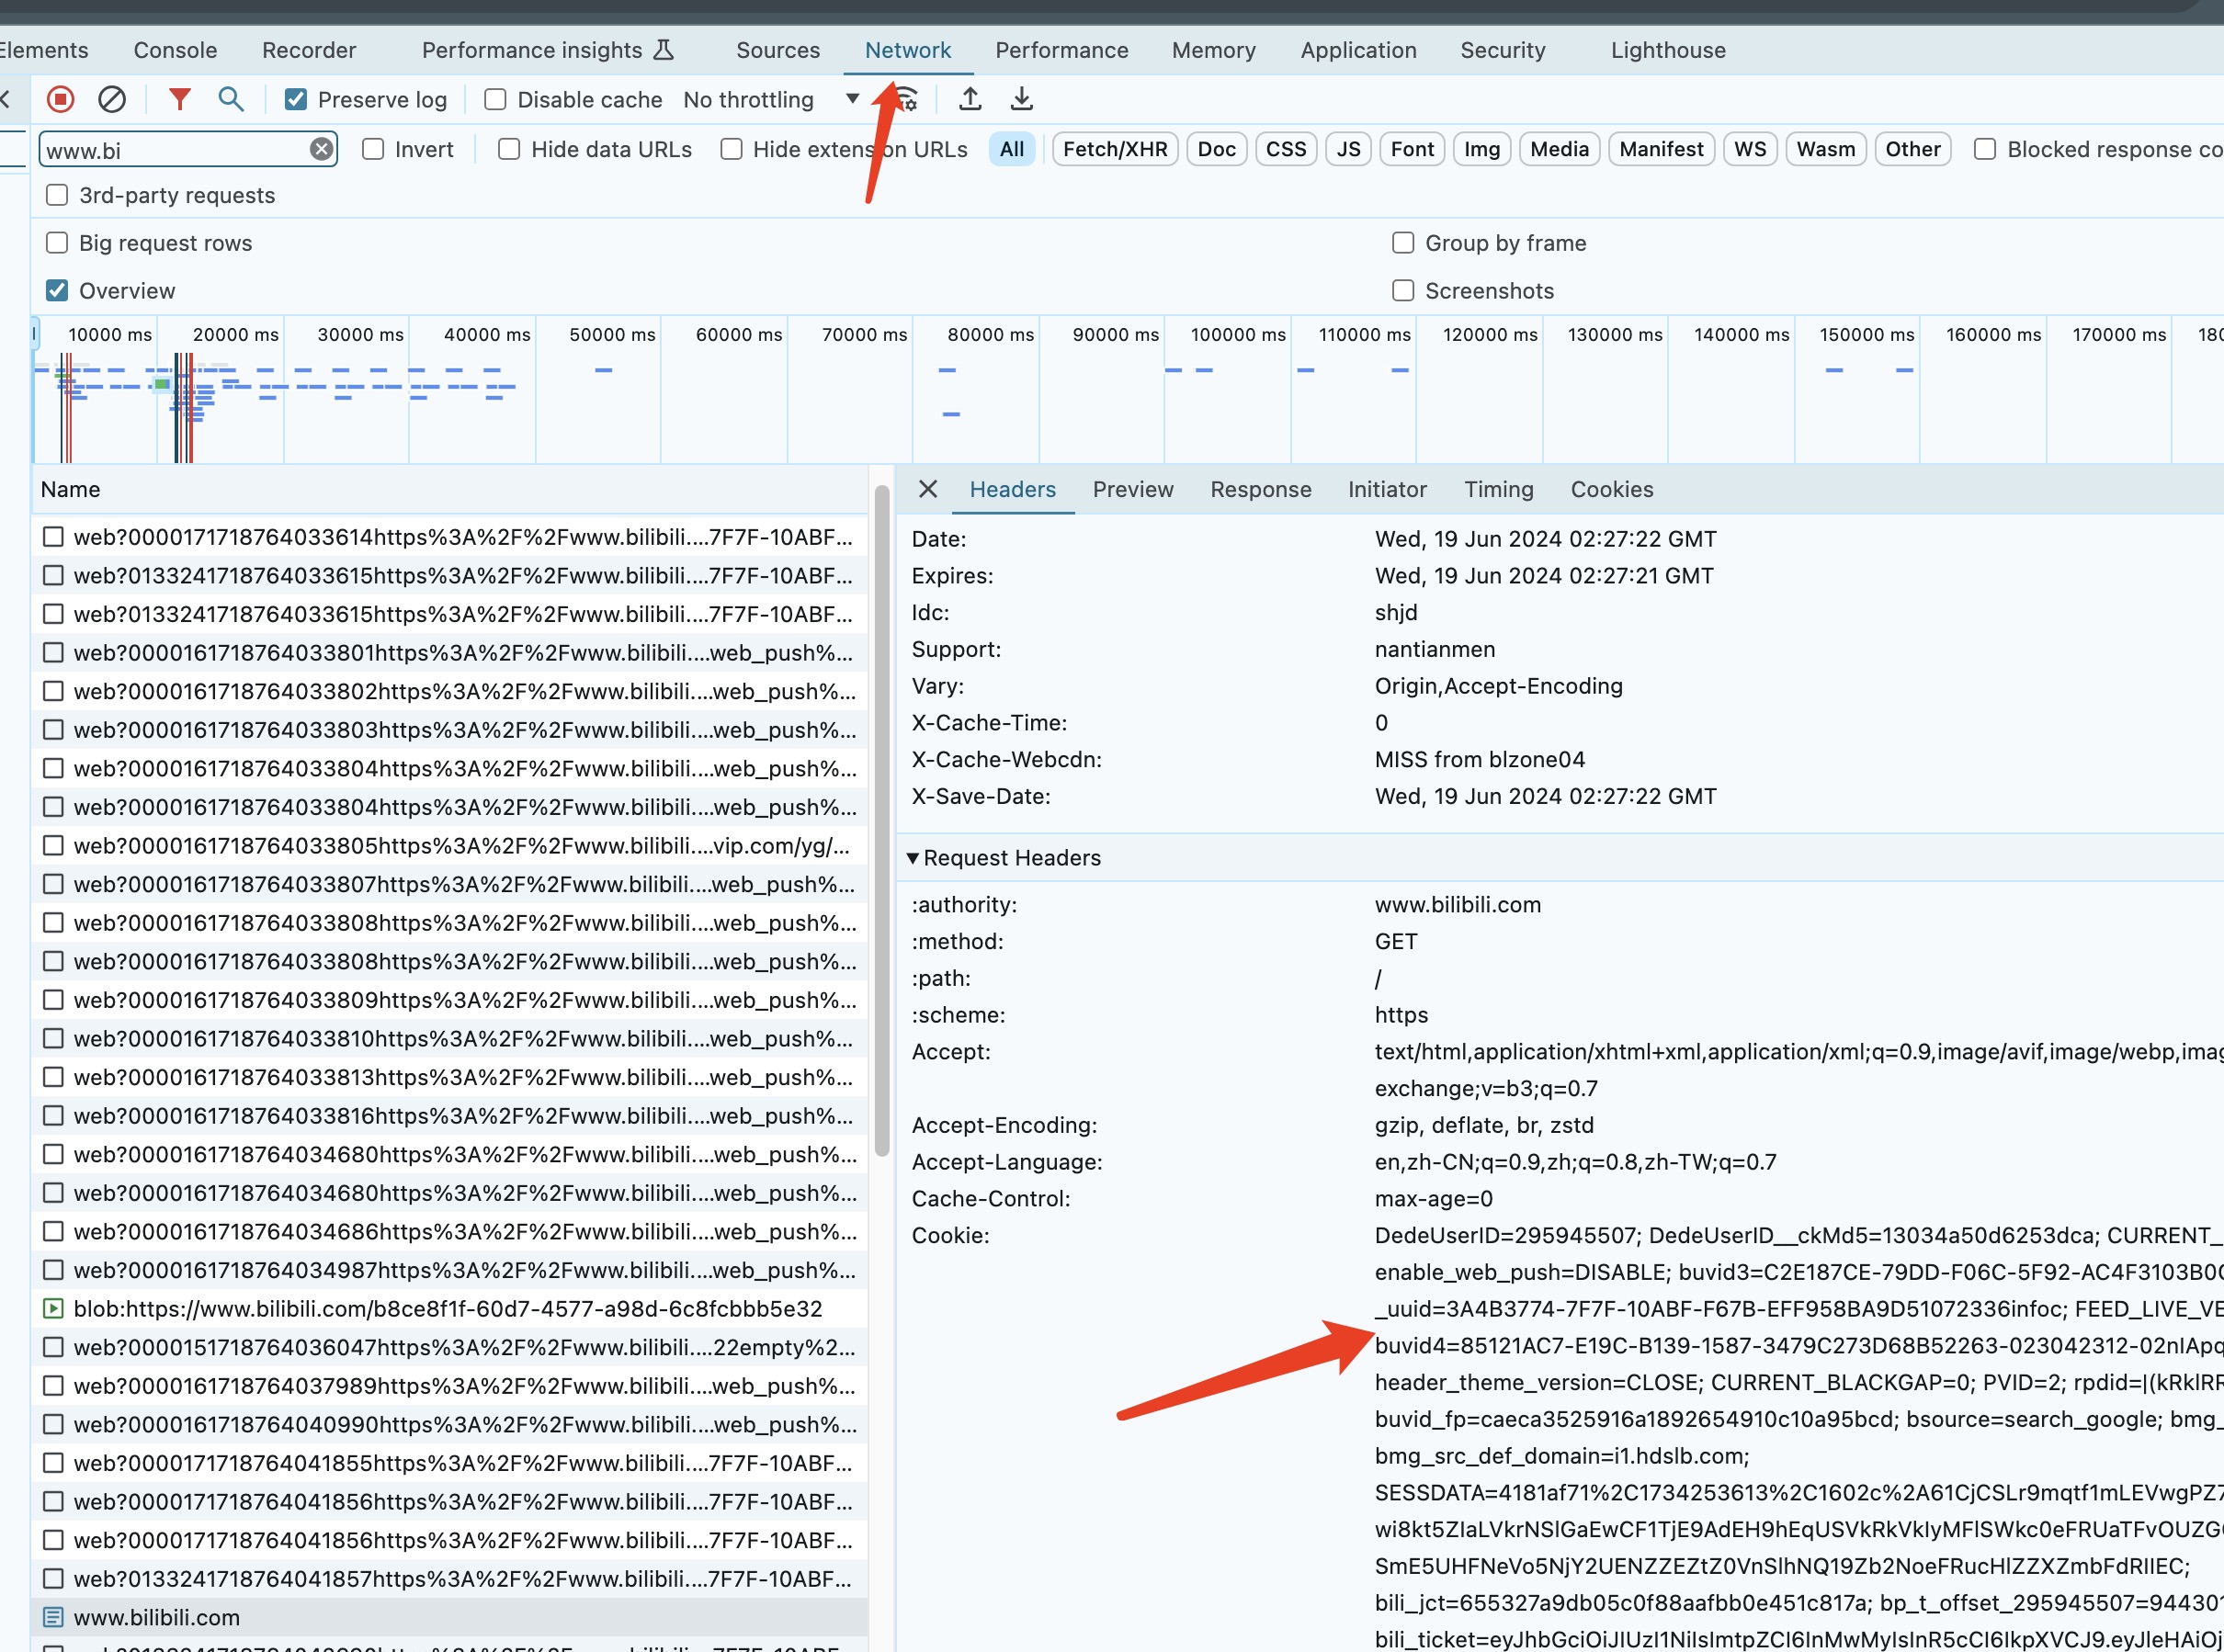 Elements Console Recorder Performance insights Sources Network Performance Memory Application Security Lighthouse
Preserve log Disable cache No throttling
www.bi Invert Hide data URLs Hide extension URLs All Fetch/XHR Doc CSS JS Font Img Media Manifest WS Wasm Other Blocked response co
3rd-party requests
Big request rows Group by frame
Overview Screenshots
10000 ms 20000 ms 30000 ms 40000 ms 50000 ms 60000 ms 70000 ms 80000 ms 90000 ms 100000 ms 110000 ms 120000 ms 130000 ms 140000 ms 150000 ms 160000 ms 170000 ms 180
Name
web?0000171718764033614https%3A%2F%2Fwww.bilibili....7F7F-10ABF...
web?0133241718764033615https%3A%2F%2Fwww.bilibili....7F7F-10ABF...
web?0133241718764033615https%3A%2F%2Fwww.bilibili....7F7F-10ABF...
web?0000161718764033801https%3A%2F%2Fwww.bilibili....web_push%...
web?0000161718764033802https%3A%2F%2Fwww.bilibili....web_push%...
web?0000161718764033803https%3A%2F%2Fwww.bilibili....web_push%...
web?0000161718764033804https%3A%2F%2Fwww.bilibili....web_push%...
web?0000161718764033804https%3A%2F%2Fwww.bilibili....web_push%...
web?0000161718764033805https%3A%2F%2Fwww.bilibili....vip.com/yg/...
web?0000161718764033807https%3A%2F%2Fwww.bilibili....web_push%...
web?0000161718764033808https%3A%2F%2Fwww.bilibili....web_push%...
web?0000161718764033808https%3A%2F%2Fwww.bilibili....web_push%...
web?0000161718764033809https%3A%2F%2Fwww.bilibili....web_push%...
web?0000161718764033810https%3A%2F%2Fwww.bilibili....web_push%...
web?0000161718764033813https%3A%2F%2Fwww.bilibili....web_push%...
web?0000161718764033816https%3A%2F%2Fwww.bilibili....web_push%...
web?0000161718764034680https%3A%2F%2Fwww.bilibili....web_push%...
web?0000161718764034680https%3A%2F%2Fwww.bilibili....web_push%...
web?0000161718764034686https%3A%2F%2Fwww.bilibili....web_push%...
web?0000161718764034987https%3A%2F%2Fwww.bilibili....web_push%...
blob:https://www.bilibili.com/b8ce8f1f-60d7-4577-a98d-6c8fcbbb5e32
web?0000151718764036047https%3A%2F%2Fwww.bilibili....22empty%2...
web?0000161718764037989https%3A%2F%2Fwww.bilibili....web_push%...
web?0000161718764040990https%3A%2F%2Fwww.bilibili....web_push%...
web?0000171718764041855https%3A%2F%2Fwww.bilibili....7F7F-10ABF...
web?0000171718764041856https%3A%2F%2Fwww.bilibili....7F7F-10ABF...
web?0000171718764041856https%3A%2F%2Fwww.bilibili....7F7F-10ABF...
web?0133241718764041857https%3A%2F%2Fwww.bilibili....7F7F-10ABF...
www.bilibili.com
Headers Preview Response Initiator Timing Cookies
Date: Wed, 19 Jun 2024 02:27:22 GMT
Expires: Wed, 19 Jun 2024 02:27:21 GMT
Idc: shjd
Support: nantianmen
Vary: Origin,Accept-Encoding
X-Cache-Time: 0
X-Cache-Webcdn: MISS from blzone04
X-Save-Date: Wed, 19 Jun 2024 02:27:22 GMT
Request Headers
:authority: www.bilibili.com
:method: GET
:path: /
:scheme: https
Accept: text/html,application/xhtml+xml,application/xml;q=0.9,image/avif,image/webp,imag
exchange;v=b3;q=0.7
Accept-Encoding: gzip, deflate, br, zstd
Accept-Language: en,zh-CN;q=0.9,zh;q=0.8,zh-TW;q=0.7
Cache-Control: max-age=0
Cookie: DedeUserID=295945507; DedeUserID__ckMd5=13034a50d6253dca; CURRENT_
enable_web_push=DISABLE; buvid3=C2E187CE-79DD-F06C-5F92-AC4F3103B0
_uuid=3A4B3774-7F7F-10ABF-F67B-EFF958BA9D51072336infoc; FEED_LIVE_VE
buvid4=85121AC7-E19C-B139-1587-3479C273D68B52263-023042312-02nlApq
header_theme_version=CLOSE; CURRENT_BLACKGAP=0; PVID=2; rpdid=|(kRklRR
buvid_fp=caeca3525916a1892654910c10a95bcd; bsource=search_google; bmg_
bmg_src_def_domain=i1.hdslb.com;
SESSDATA=4181af71%2C1734253613%2C1602c%2A61CjCSLr9mqtf1mLEVwgPZ7
wi8kt5ZIaLVkrNSlGaEwCF1TjE9AdEH9hEqUSVkRkVklyMFlSWkc0eFRUaTFvOUZG
SmE5UHFNeVo5NjY2UENZZEZtZ0VnSlhNQ19Zb2NoeFRucHlZZXZmbFdRIlEC;
bili_jct=655327a9db05c0f88aafbb0e451c817a; bp_t_offset_295945507=944301
bili_ticket=eyJhbGciOiJIUzI1NiIsImtpZCI6InMwMyIsInR5cCI6IkpXVCJ9.eyJleHAiOj